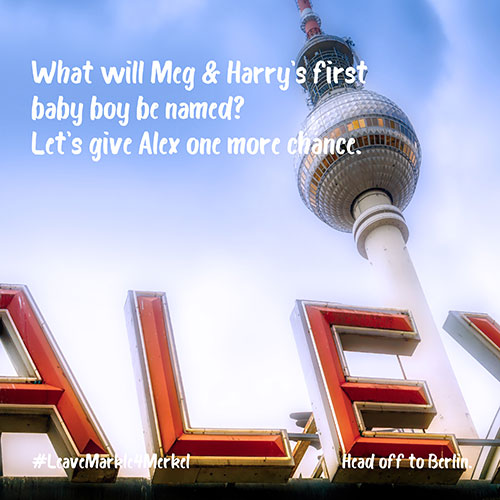 What will Meg & Harry's first
baby boy be named?
Let's give Alex one more chance.
ALEX
#LeaveMarkle4Merkel
Head off to Berlin.